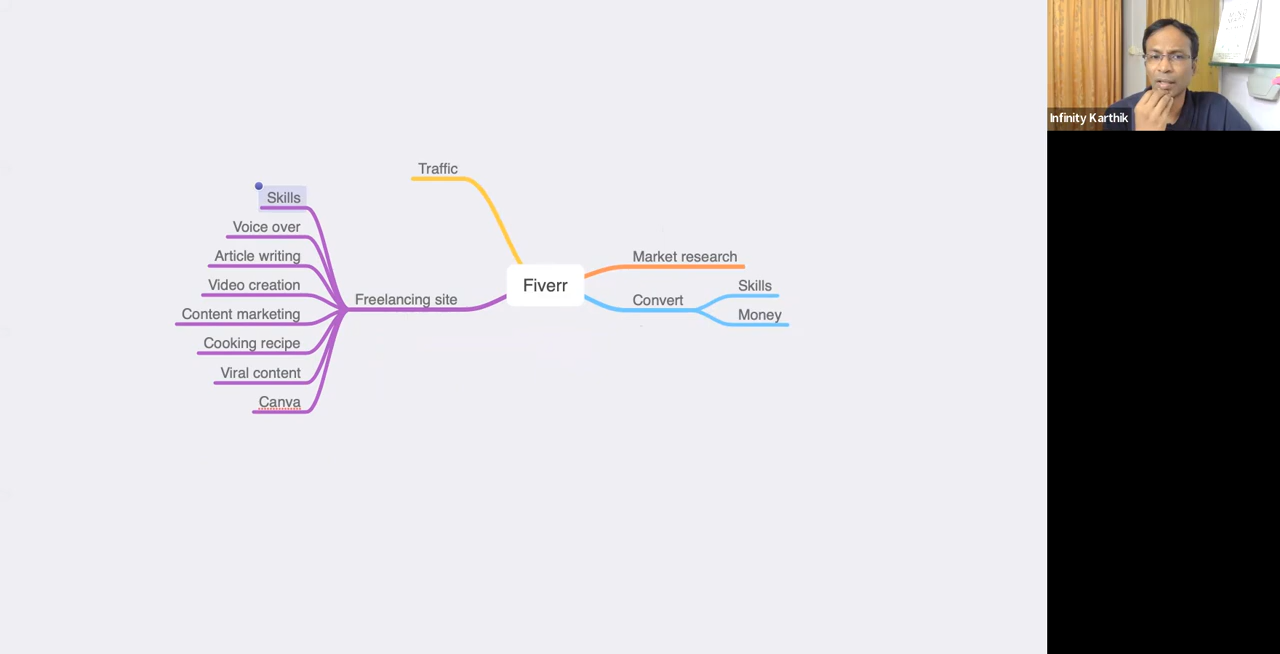 Infinity Karthik
Traffic
Skills
Voice over
Article writing
Video creation
Content marketing
Cooking recipe
Viral content
Canva
Freelancing site
Fiverr
Market research
Convert
Skills
Money